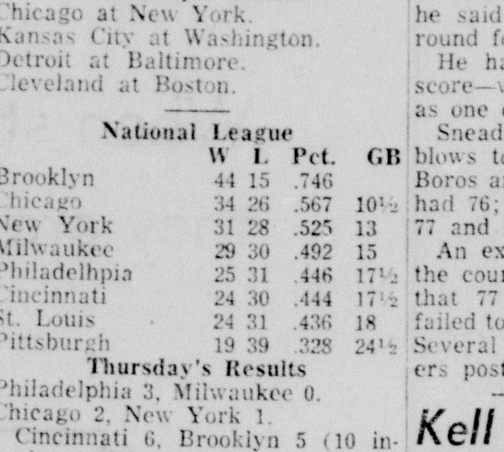 Chicago at New York.
Kansas City at Washington.
Detroit at Baltimore.
Cleveland at Boston.
National League
W L Pct. GB
Brooklyn 44 15 .746
Chicago 34 26 .567 10½
New York 31 28 .525 13
Milwaukee 29 30 .492 15
Philadelhpia 25 31 .446 17½
Cincinnati 24 30 .444 17½
St. Louis 24 31 .436 18
Pittsburgh 19 39 .328 24½
Thursday's Results
Philadelphia 3, Milwaukee 0.
Chicago 2, New York 1.
Cincinnati 6, Brooklyn 5 (10 in-
he said
round
He
score—
as one
Snead
blows
Boros
had 76;
77 and
An
the
that 77
failed to
Several
ers
Kell